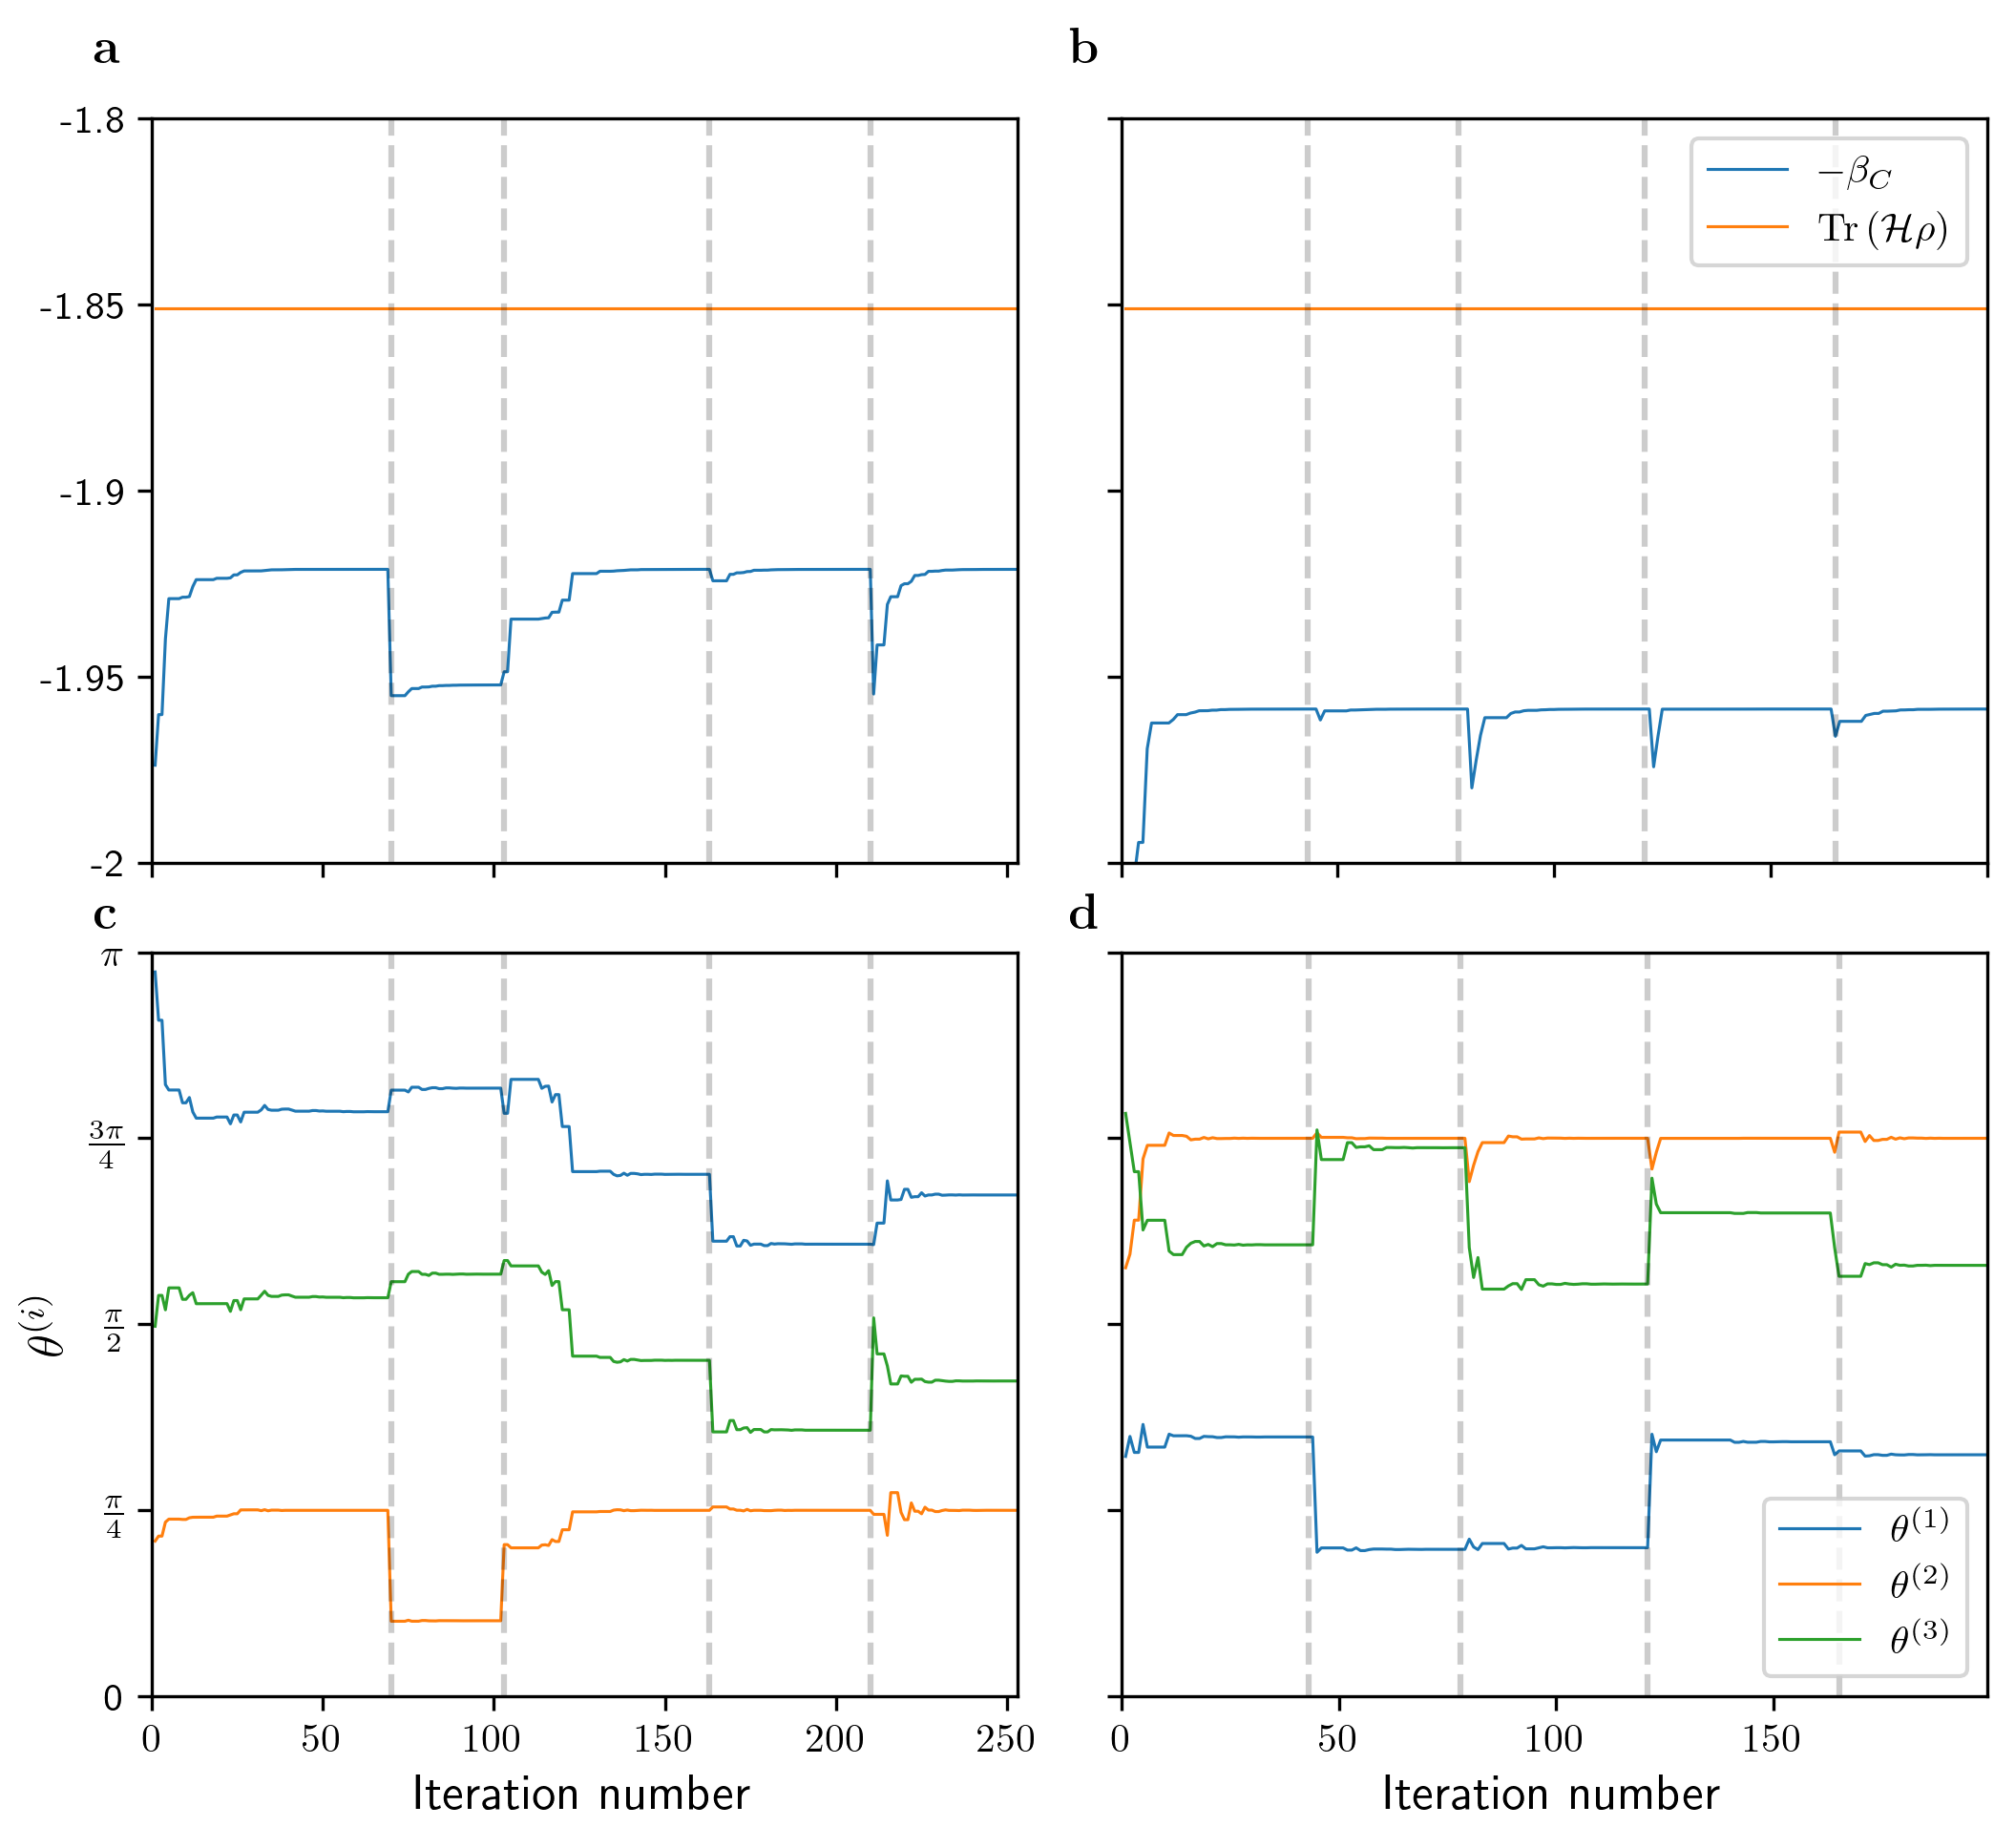 a
b
-1.8
-1.85
-1.9
-1.95
-2
−β_C
Tr (ℋρ)
c
d
π
3π/4
π/2
π/4
0
θ^(i)
0 50 100 150 200 250
Iteration number
θ^(1)
θ^(2)
θ^(3)
0 50 100 150
Iteration number